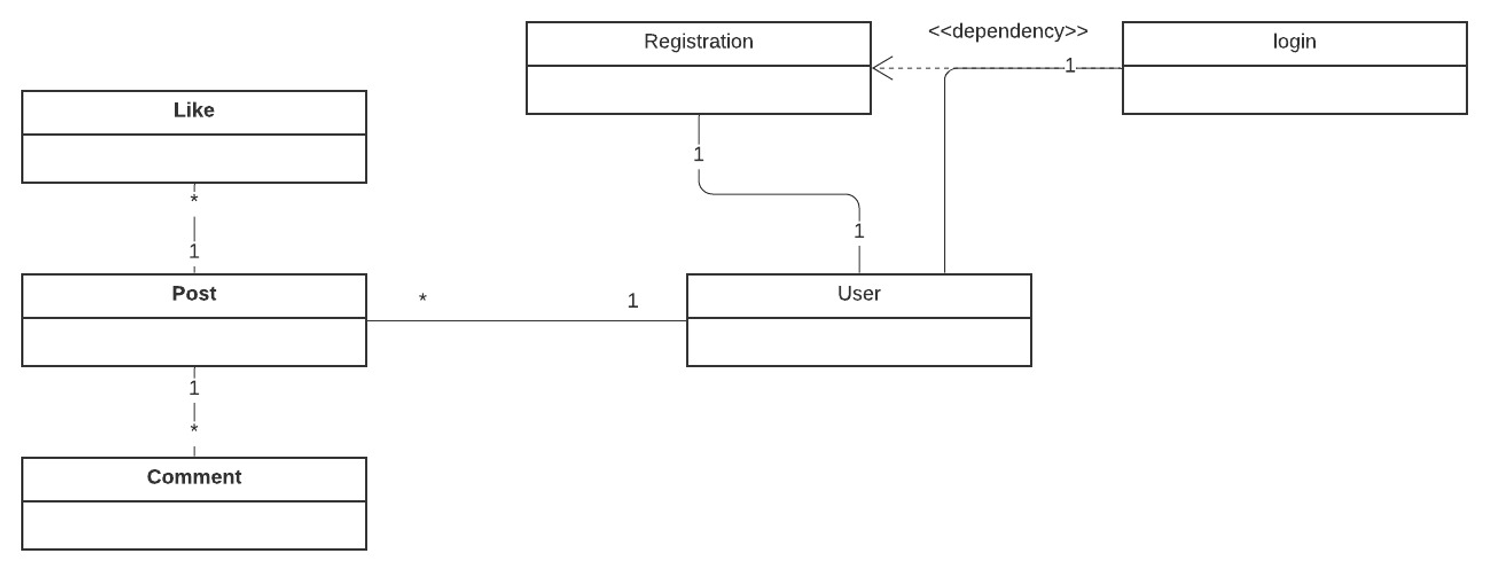 <<dependency>>
Registration
login
1
Like
1
*
1
1
Post
*
1
User
1
*
Comment